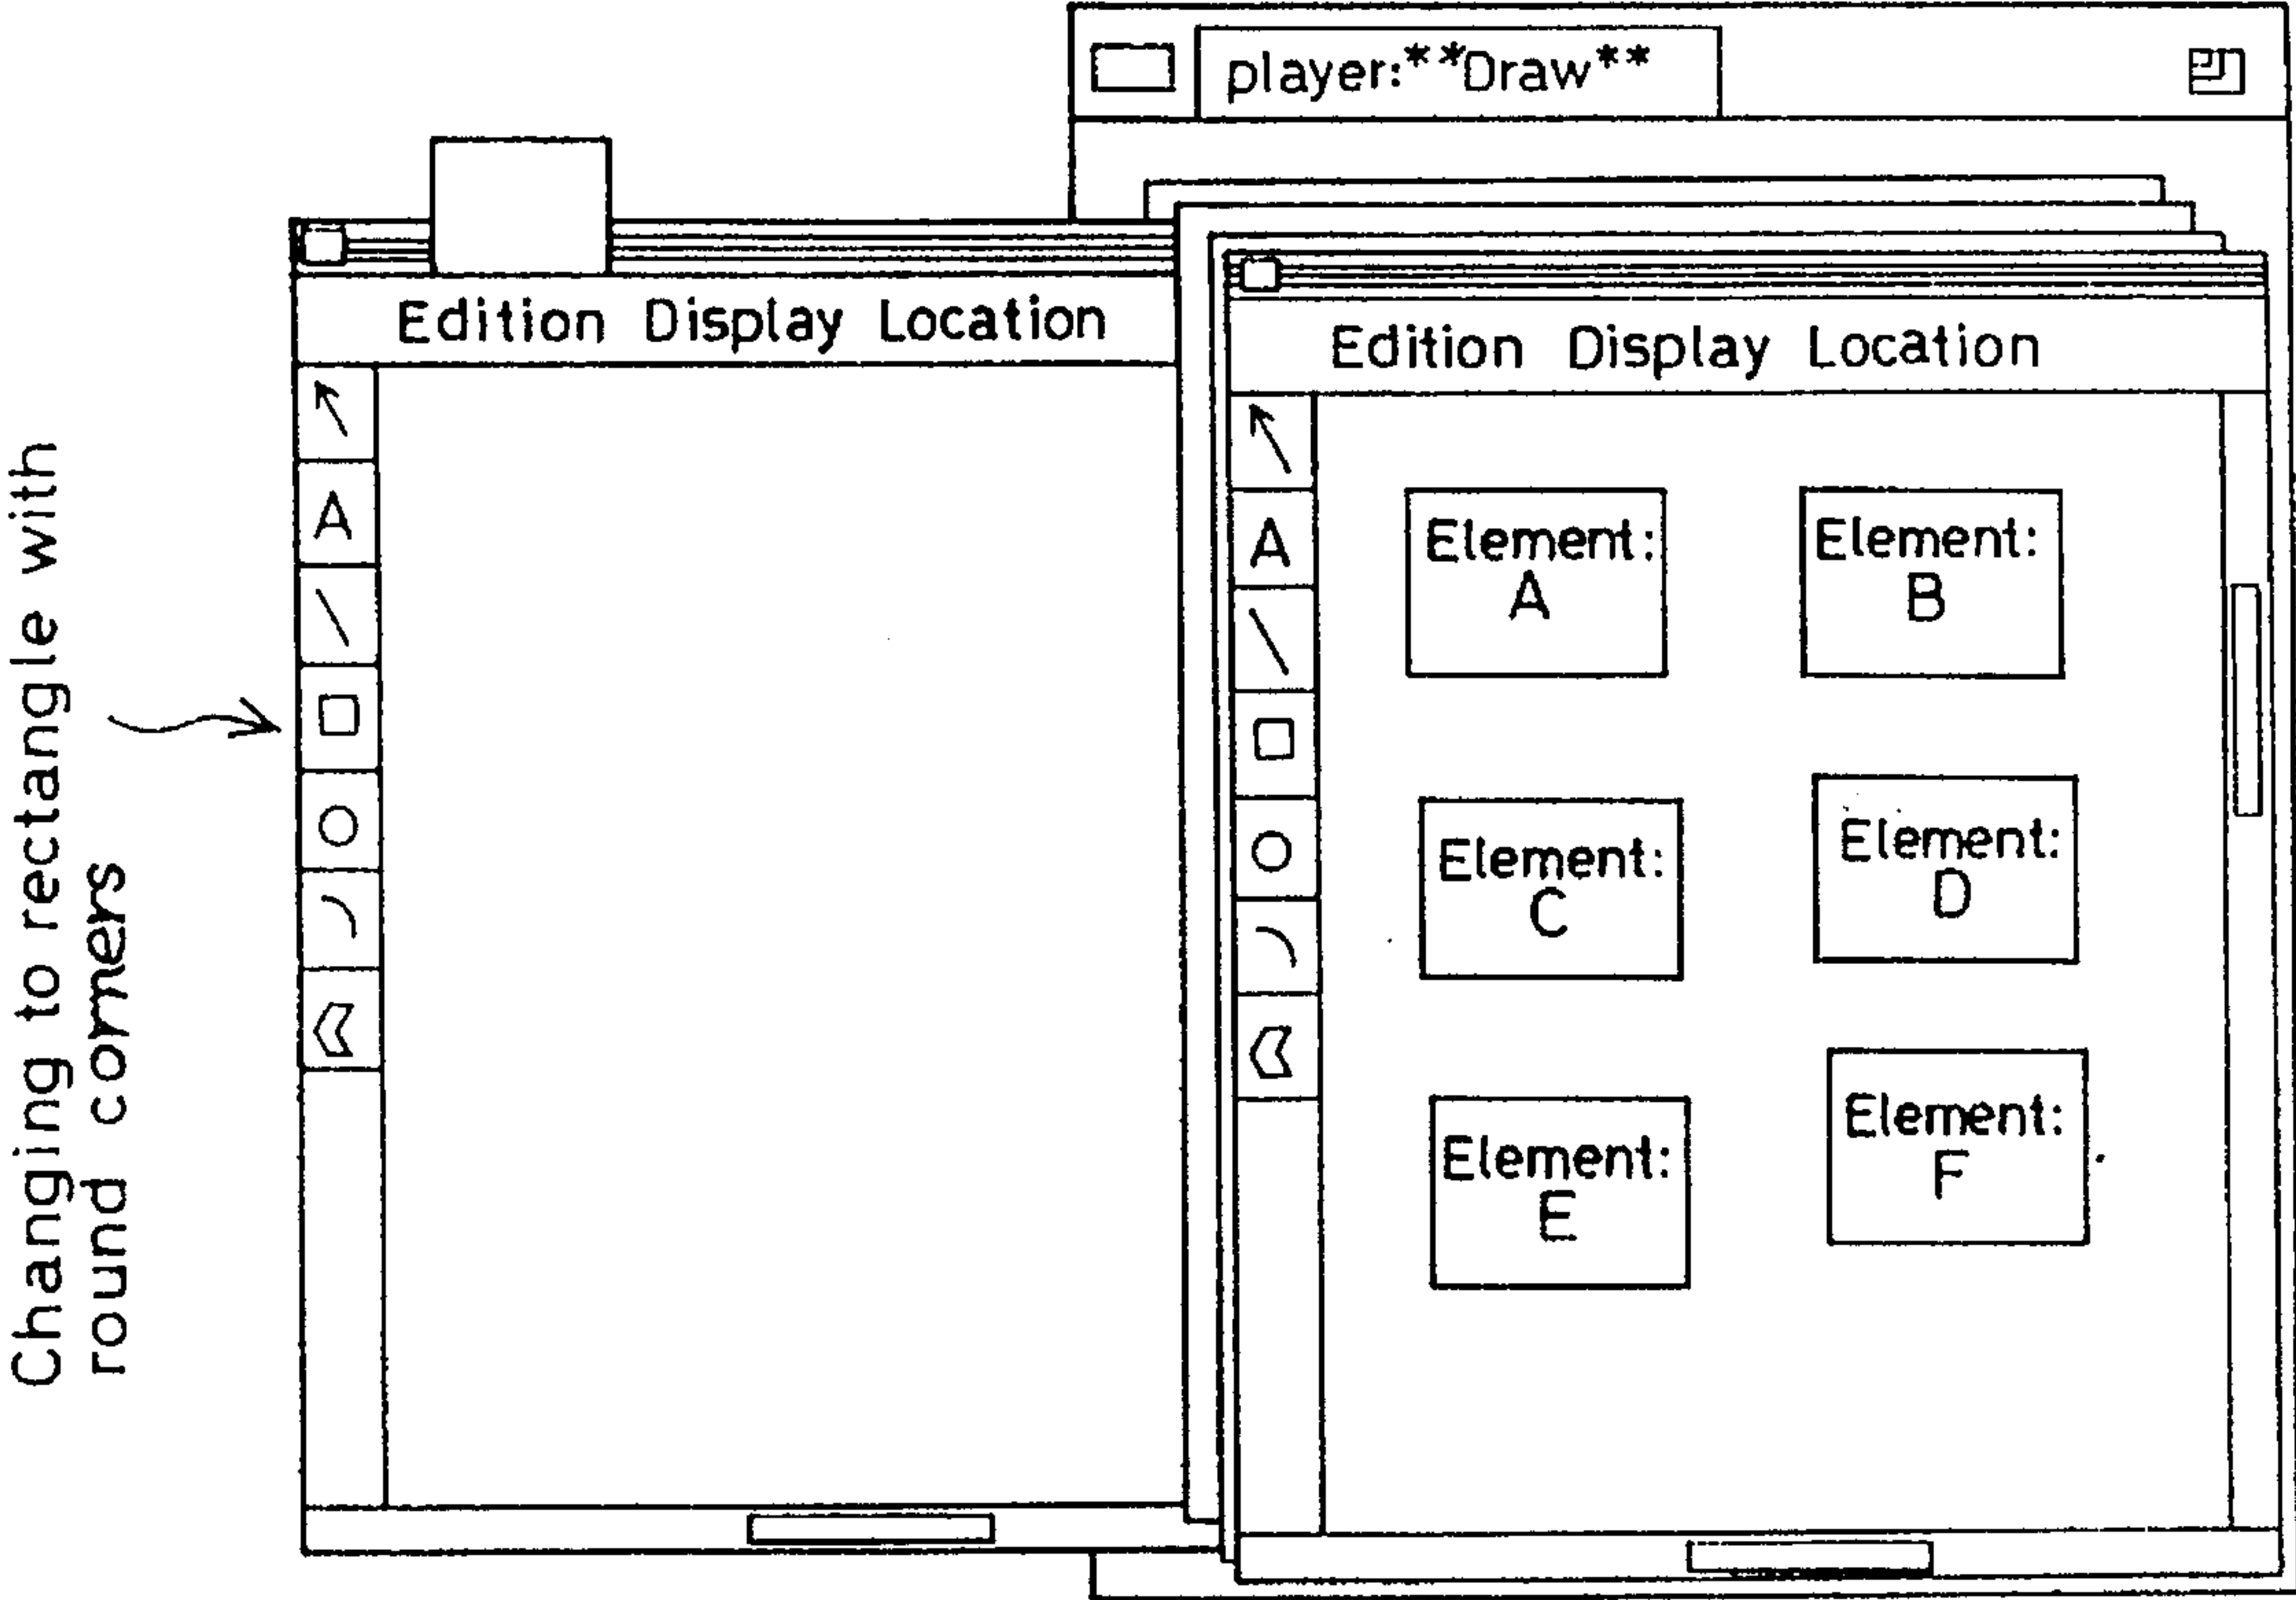 Changing to rectangle with
round corners
player:**Draw**
Edition Display Location
A
Edition Display Location
A
Element:
A
Element:
B
Element:
C
Element:
D
Element:
E
Element:
F